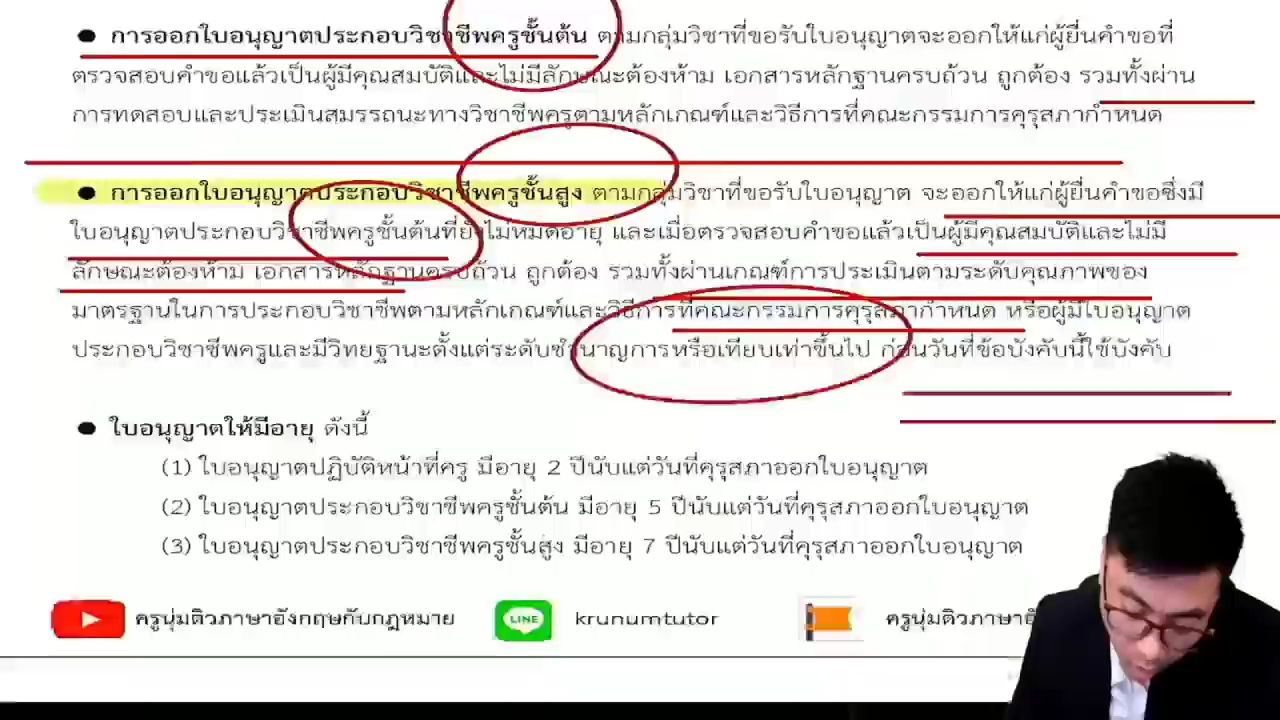 ● การออกใบอนุญาตประกอบวิชาชีพครูชั้นต้น ตามกลุ่มวิชาที่ขอรับใบอนุญาตจะออกให้แก่ผู้ยื่นคำขอที่
ตรวจสอบคำขอแล้วเป็นผู้มีคุณสมบัติและไม่มีลักษณะต้องห้าม เอกสารหลักฐานครบถ้วน ถูกต้อง รวมทั้งผ่าน
การทดสอบและประเมินสมรรถนะทางวิชาชีพครูตามหลักเกณฑ์และวิธีการที่คณะกรรมการคุรุสภากำหนด
● การออกใบอนุญาตประกอบวิชาชีพครูชั้นสูง ตามกลุ่มวิชาที่ขอรับใบอนุญาต จะออกให้แก่ผู้ยื่นคำขอซึ่งมี
ใบอนุญาตประกอบวิชาชีพครูชั้นต้นที่ยังไม่หมดอายุ และเมื่อตรวจสอบคำขอแล้วเป็นผู้มีคุณสมบัติและไม่มี
ลักษณะต้องห้าม เอกสารหลักฐานครบถ้วน ถูกต้อง รวมทั้งผ่านเกณฑ์การประเมินตามระดับคุณภาพของ
มาตรฐานในการประกอบวิชาชีพตามหลักเกณฑ์และวิธีการที่คณะกรรมการคุรุสภากำหนด หรือผู้มีใบอนุญาต
ประกอบวิชาชีพครูและมีวิทยฐานะตั้งแต่ระดับชำนาญการหรือเทียบเท่าขึ้นไป ก่อนวันที่ข้อบังคับนี้ใช้บังคับ
● ใบอนุญาตให้มีอายุ ดังนี้
(1) ใบอนุญาตปฏิบัติหน้าที่ครู มีอายุ 2 ปีนับแต่วันที่คุรุสภาออกใบอนุญาต
(2) ใบอนุญาตประกอบวิชาชีพครูชั้นต้น มีอายุ 5 ปีนับแต่วันที่คุรุสภาออกใบอนุญาต
(3) ใบอนุญาตประกอบวิชาชีพครูชั้นสูง มีอายุ 7 ปีนับแต่วันที่คุรุสภาออกใบอนุญาต
ครูนุ่มติวภาษาอังกฤษกับกฎหมาย LINE krunumtutor ครูนุ่มติวภาษา